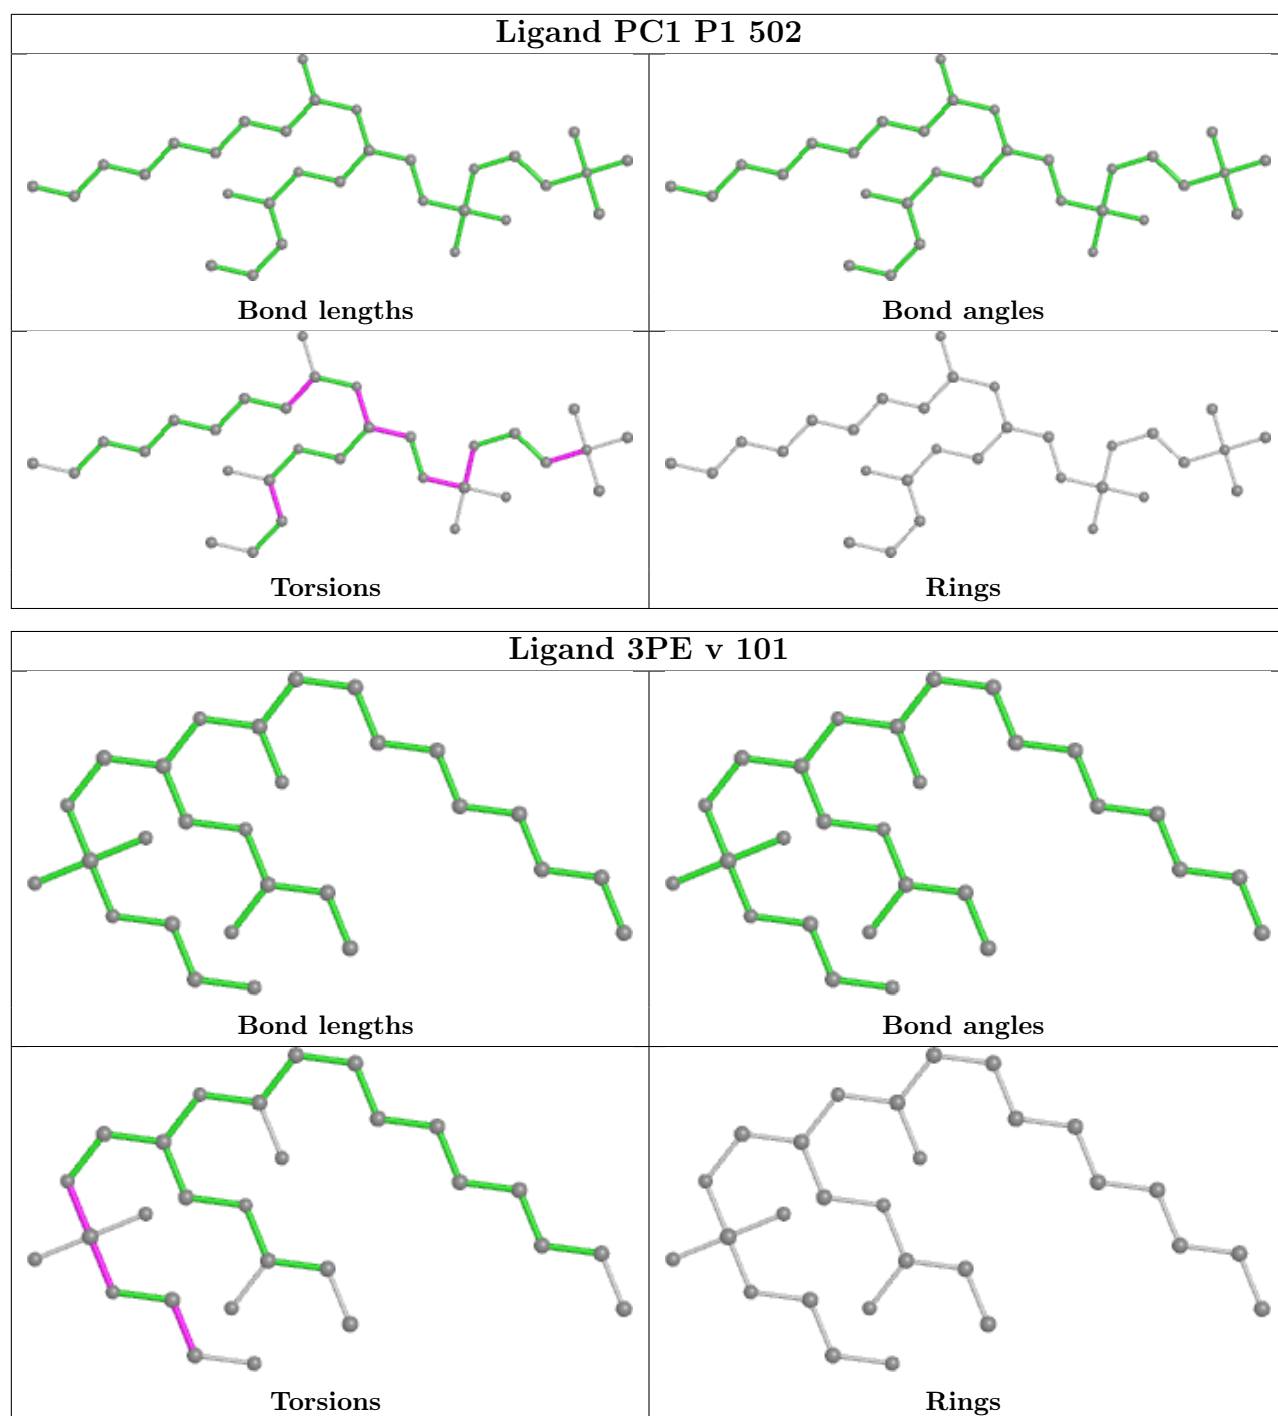 Ligand PC1 P1 502
Bond lengths
Bond angles
Torsions
Rings
Ligand 3PE v 101
Bond lengths
Bond angles
Torsions
Rings